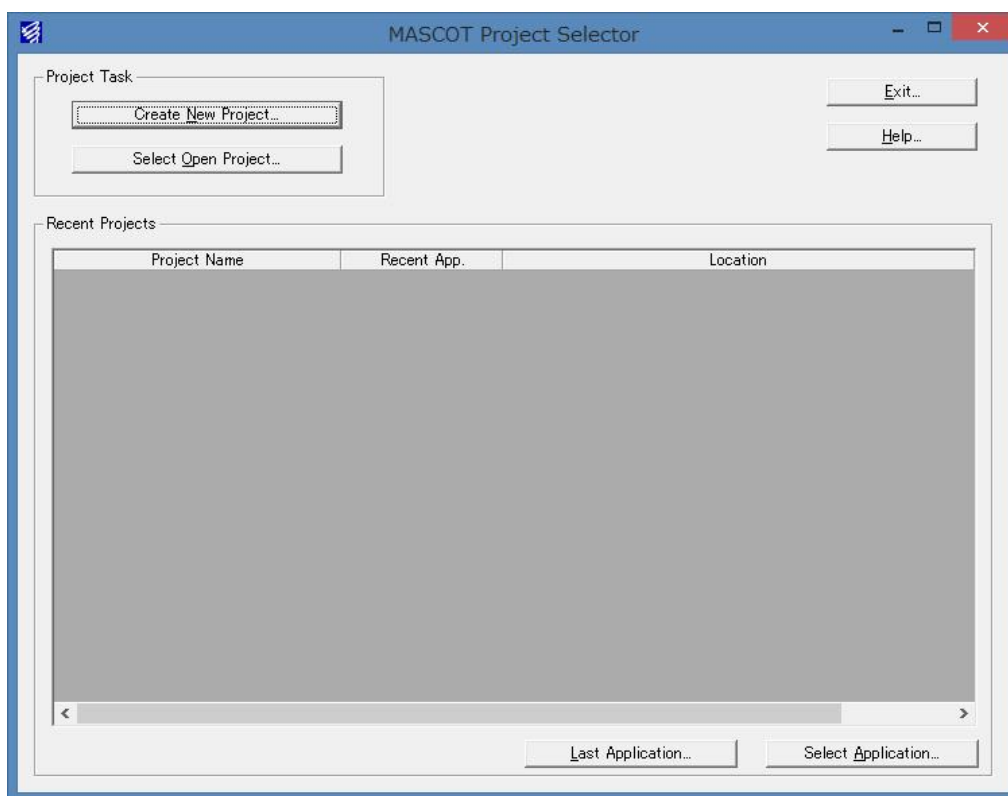 MASCOT Project Selector
Project Task
Create New Project...
Select Open Project...
Exit...
Help...
Recent Projects
Project Name Recent App. Location
Last Application... Select Application...